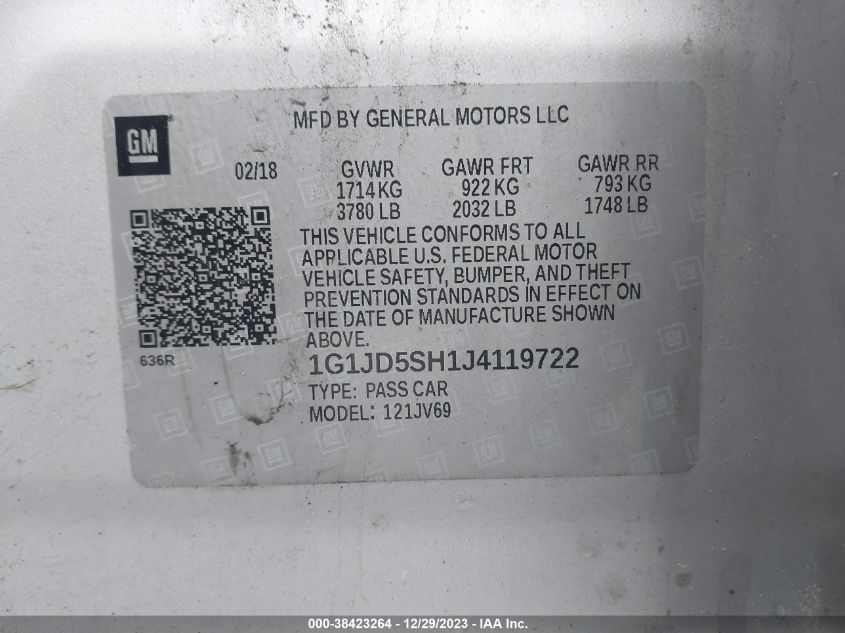 MFD BY GENERAL MOTORS LLC
GM
02/18 GVWR GAWR FRT GAWR RR
1714 KG 922 KG 793 KG
3780 LB 2032 LB 1748 LB
THIS VEHICLE CONFORMS TO ALL
APPLICABLE U.S. FEDERAL MOTOR
VEHICLE SAFETY, BUMPER, AND THEFT
PREVENTION STANDARDS IN EFFECT ON
THE DATE OF MANUFACTURE SHOWN
ABOVE.
636R
1G1JD5SH1J4119722
TYPE: PASS CAR
MODEL: 121JV69
000-38423264 / 12/29/2023 - IAA Inc.